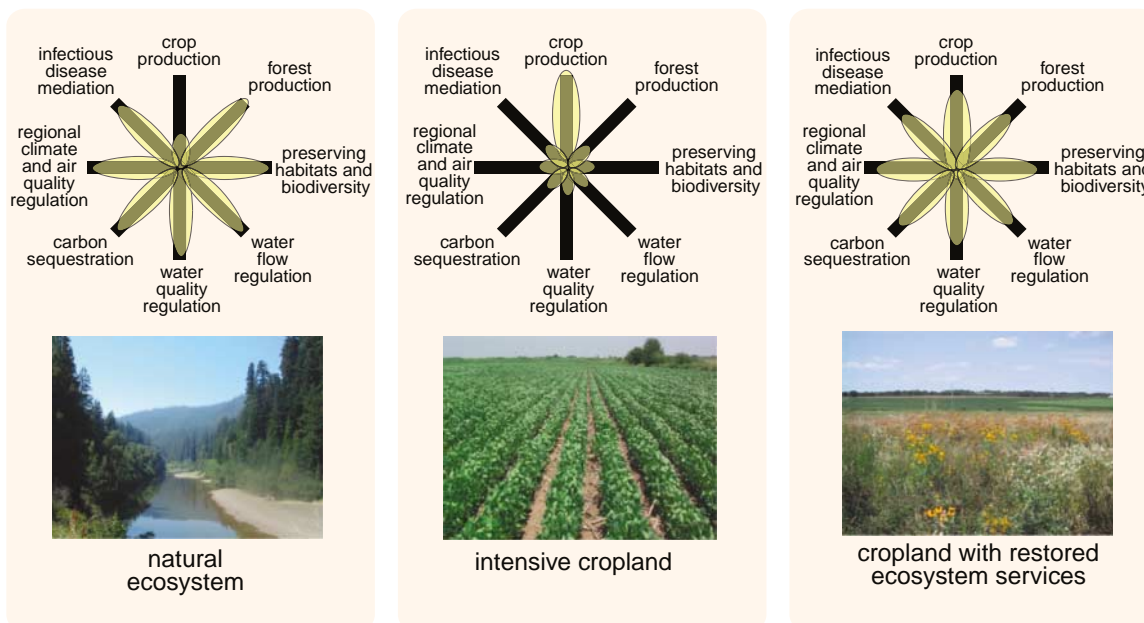 crop
production
infectious
disease
mediation
forest
production
regional
climate
and air
quality
regulation
preserving
habitats and
biodiversity
carbon
sequestration
water
flow
regulation
water
quality
regulation
natural
ecosystem
crop
production
infectious
disease
mediation
forest
production
regional
climate
and air
quality
regulation
preserving
habitats and
biodiversity
carbon
sequestration
water
flow
regulation
water
quality
regulation
intensive cropland
crop
production
infectious
disease
mediation
forest
production
regional
climate
and air
quality
regulation
preserving
habitats and
biodiversity
carbon
sequestration
water
flow
regulation
water
quality
regulation
cropland with restored
ecosystem services